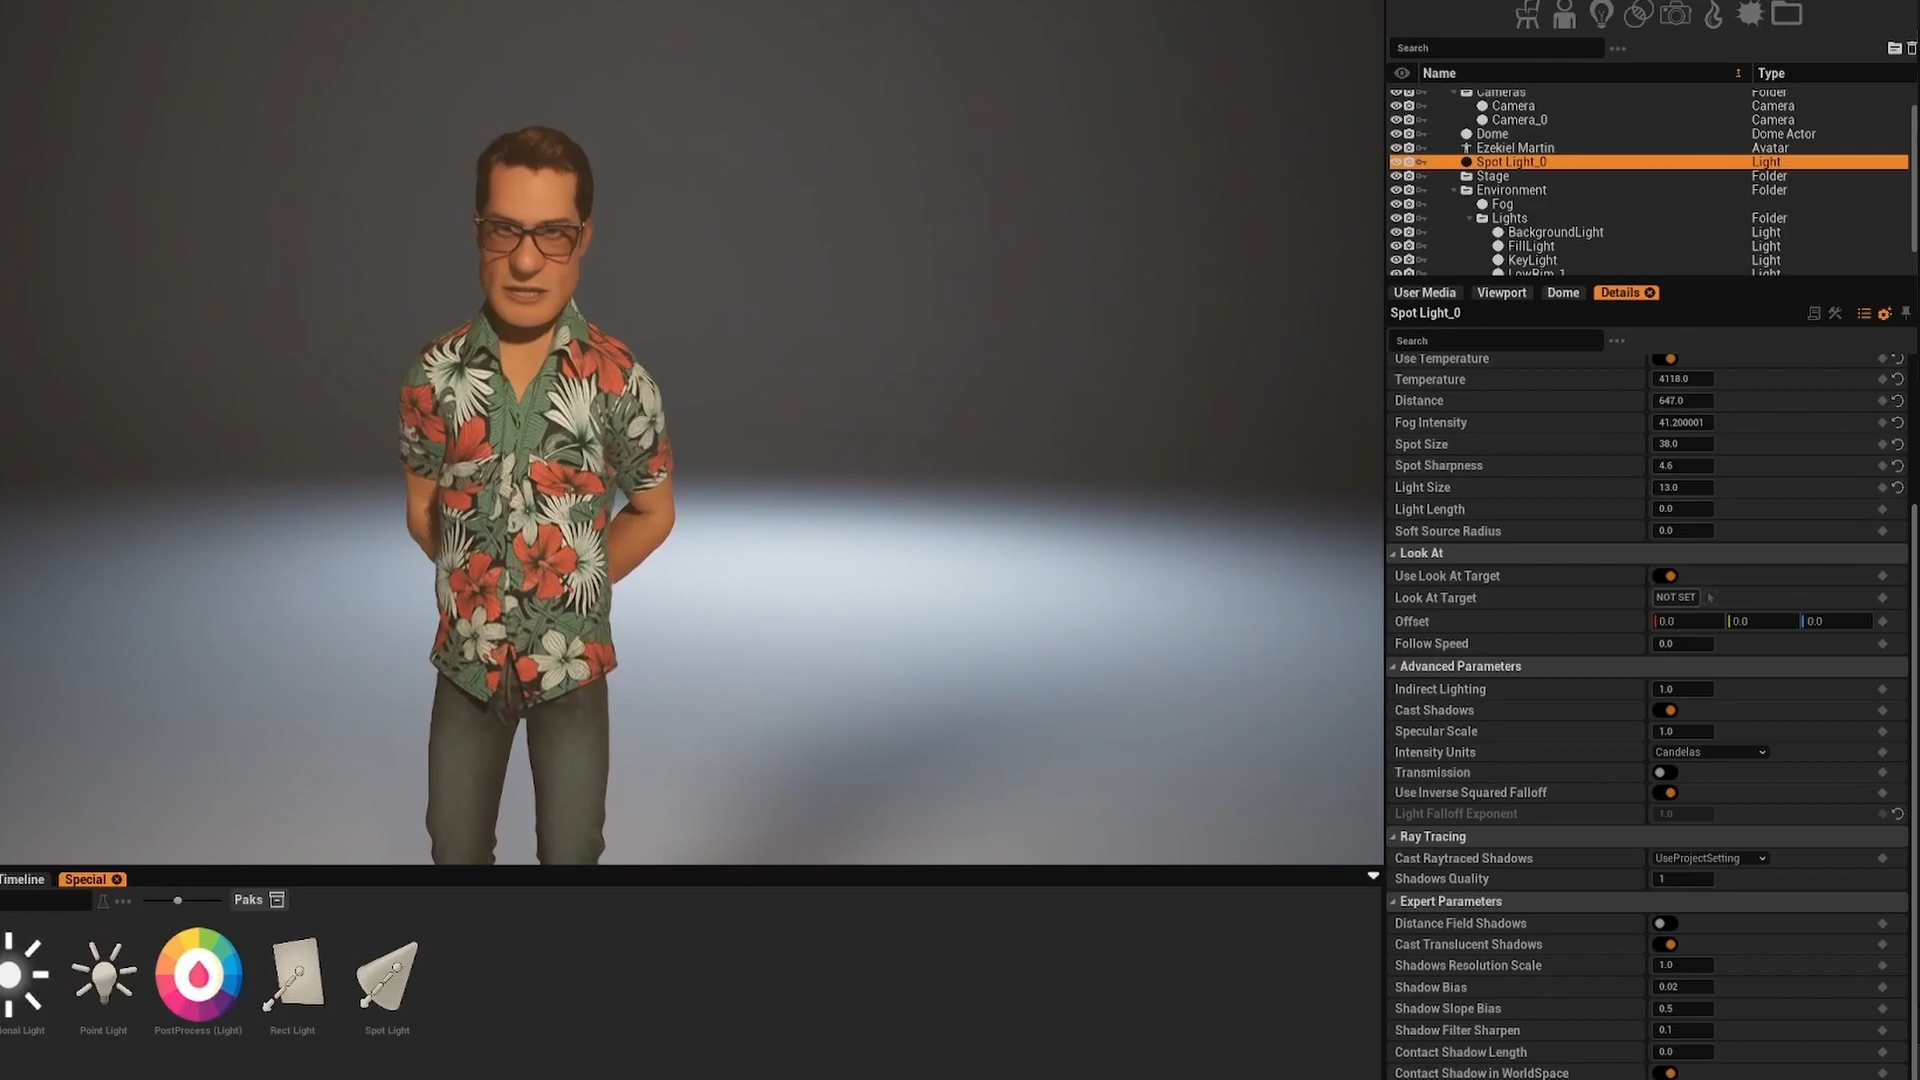 Search
Name
Type
Cameras Folder
Camera Camera
Camera_0 Camera
Dome Dome Actor
Ezekiel Martin Avatar
Spot Light_0 Light
Stage Folder
Environment Folder
Fog
Lights Folder
BackgroundLight Light
FillLight Light
KeyLight Light
LowRim_1 Light
User Media Viewport Dome Details
Spot Light_0
Search
Use Temperature
Temperature 4118.0
Distance 647.0
Fog Intensity 41.200001
Spot Size 38.0
Spot Sharpness 4.6
Light Size 13.0
Light Length 0.0
Soft Source Radius 0.0
Look At
Use Look At Target
Look At Target NOT SET
Offset 0.0 0.0 0.0
Follow Speed 0.0
Advanced Parameters
Indirect Lighting 1.0
Cast Shadows
Specular Scale 1.0
Intensity Units Candelas
Transmission
Use Inverse Squared Falloff
Light Falloff Exponent 1.0
Ray Tracing
Cast Raytraced Shadows UseProjectSetting
Shadows Quality 1
Expert Parameters
Distance Field Shadows
Cast Translucent Shadows
Shadows Resolution Scale 1.0
Shadow Bias 0.02
Shadow Slope Bias 0.5
Shadow Filter Sharpen 0.1
Contact Shadow Length 0.0
Contact Shadow in WorldSpace
Timeline Special
Paks
ional Light Point Light PostProcess (Light) Rect Light Spot Light